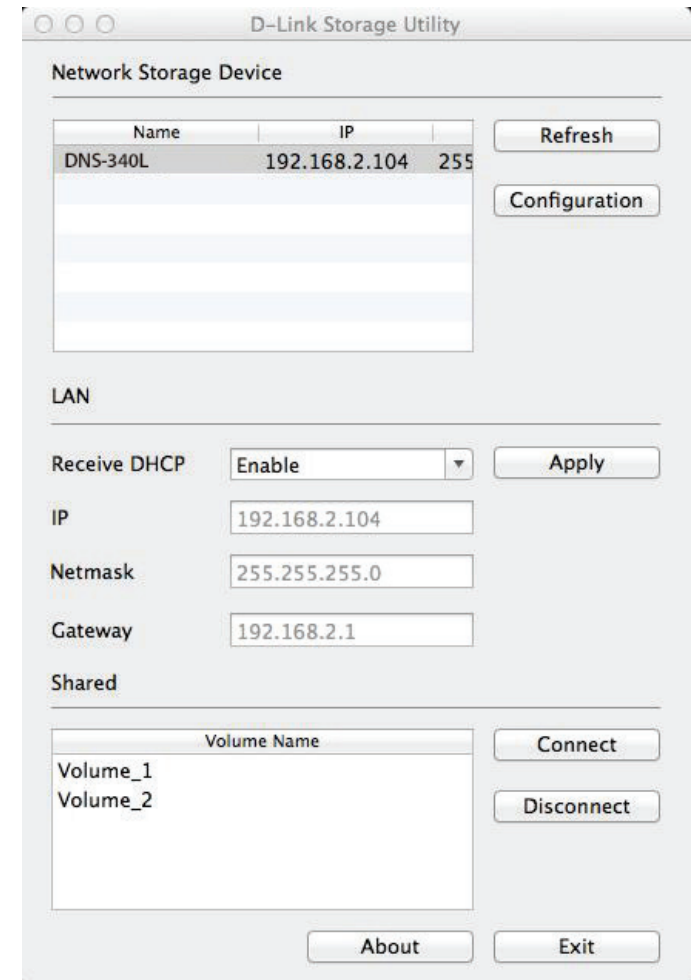 D-Link Storage Utility
Network Storage Device
Name IP
Refresh
DNS-340L 192.168.2.104 255
Configuration
LAN
Receive DHCP Enable Apply
IP 192.168.2.104
Netmask 255.255.255.0
Gateway 192.168.2.1
Shared
Volume Name
Connect
Volume_1
Volume_2
Disconnect
About Exit